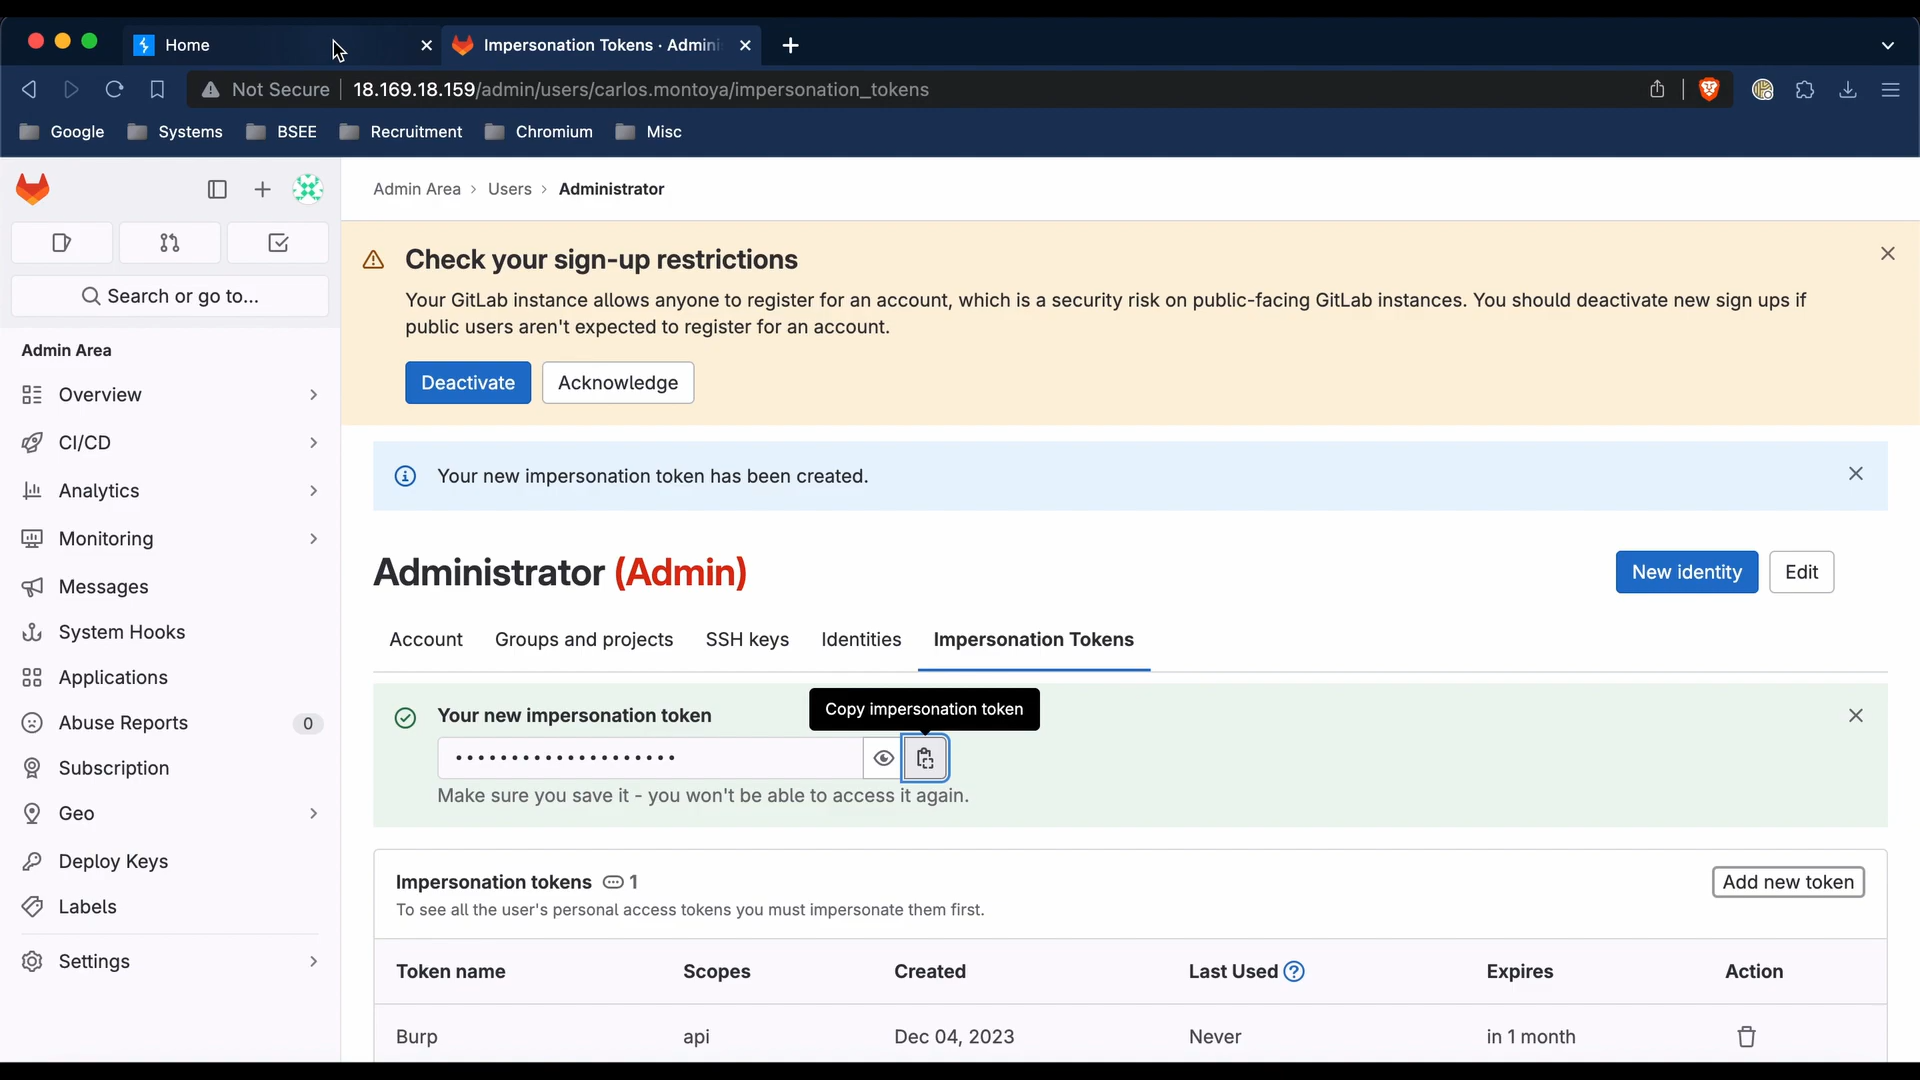 Home
Impersonation Tokens · Admini
Not Secure
18.169.18.159/admin/users/carlos.montoya/impersonation_tokens
Google
Systems
BSEE
Recruitment
Chromium
Misc
Admin Area
Users
Administrator
Search or go to...
Check your sign-up restrictions
Your GitLab instance allows anyone to register for an account, which is a security risk on public-facing GitLab instances. You should deactivate new sign ups if
public users aren't expected to register for an account.
Deactivate
Acknowledge
Admin Area
Overview
CI/CD
Analytics
Monitoring
Messages
System Hooks
Applications
Abuse Reports 0
Subscription
Geo
Deploy Keys
Labels
Settings
Your new impersonation token has been created.
Administrator (Admin)
New identity
Edit
Account
Groups and projects
SSH keys
Identities
Impersonation Tokens
Your new impersonation token
Copy impersonation token
Make sure you save it - you won't be able to access it again.
Impersonation tokens 1
To see all the user's personal access tokens you must impersonate them first.
Add new token
Token name Scopes Created Last Used Expires Action
Burp api Dec 04, 2023 Never in 1 month